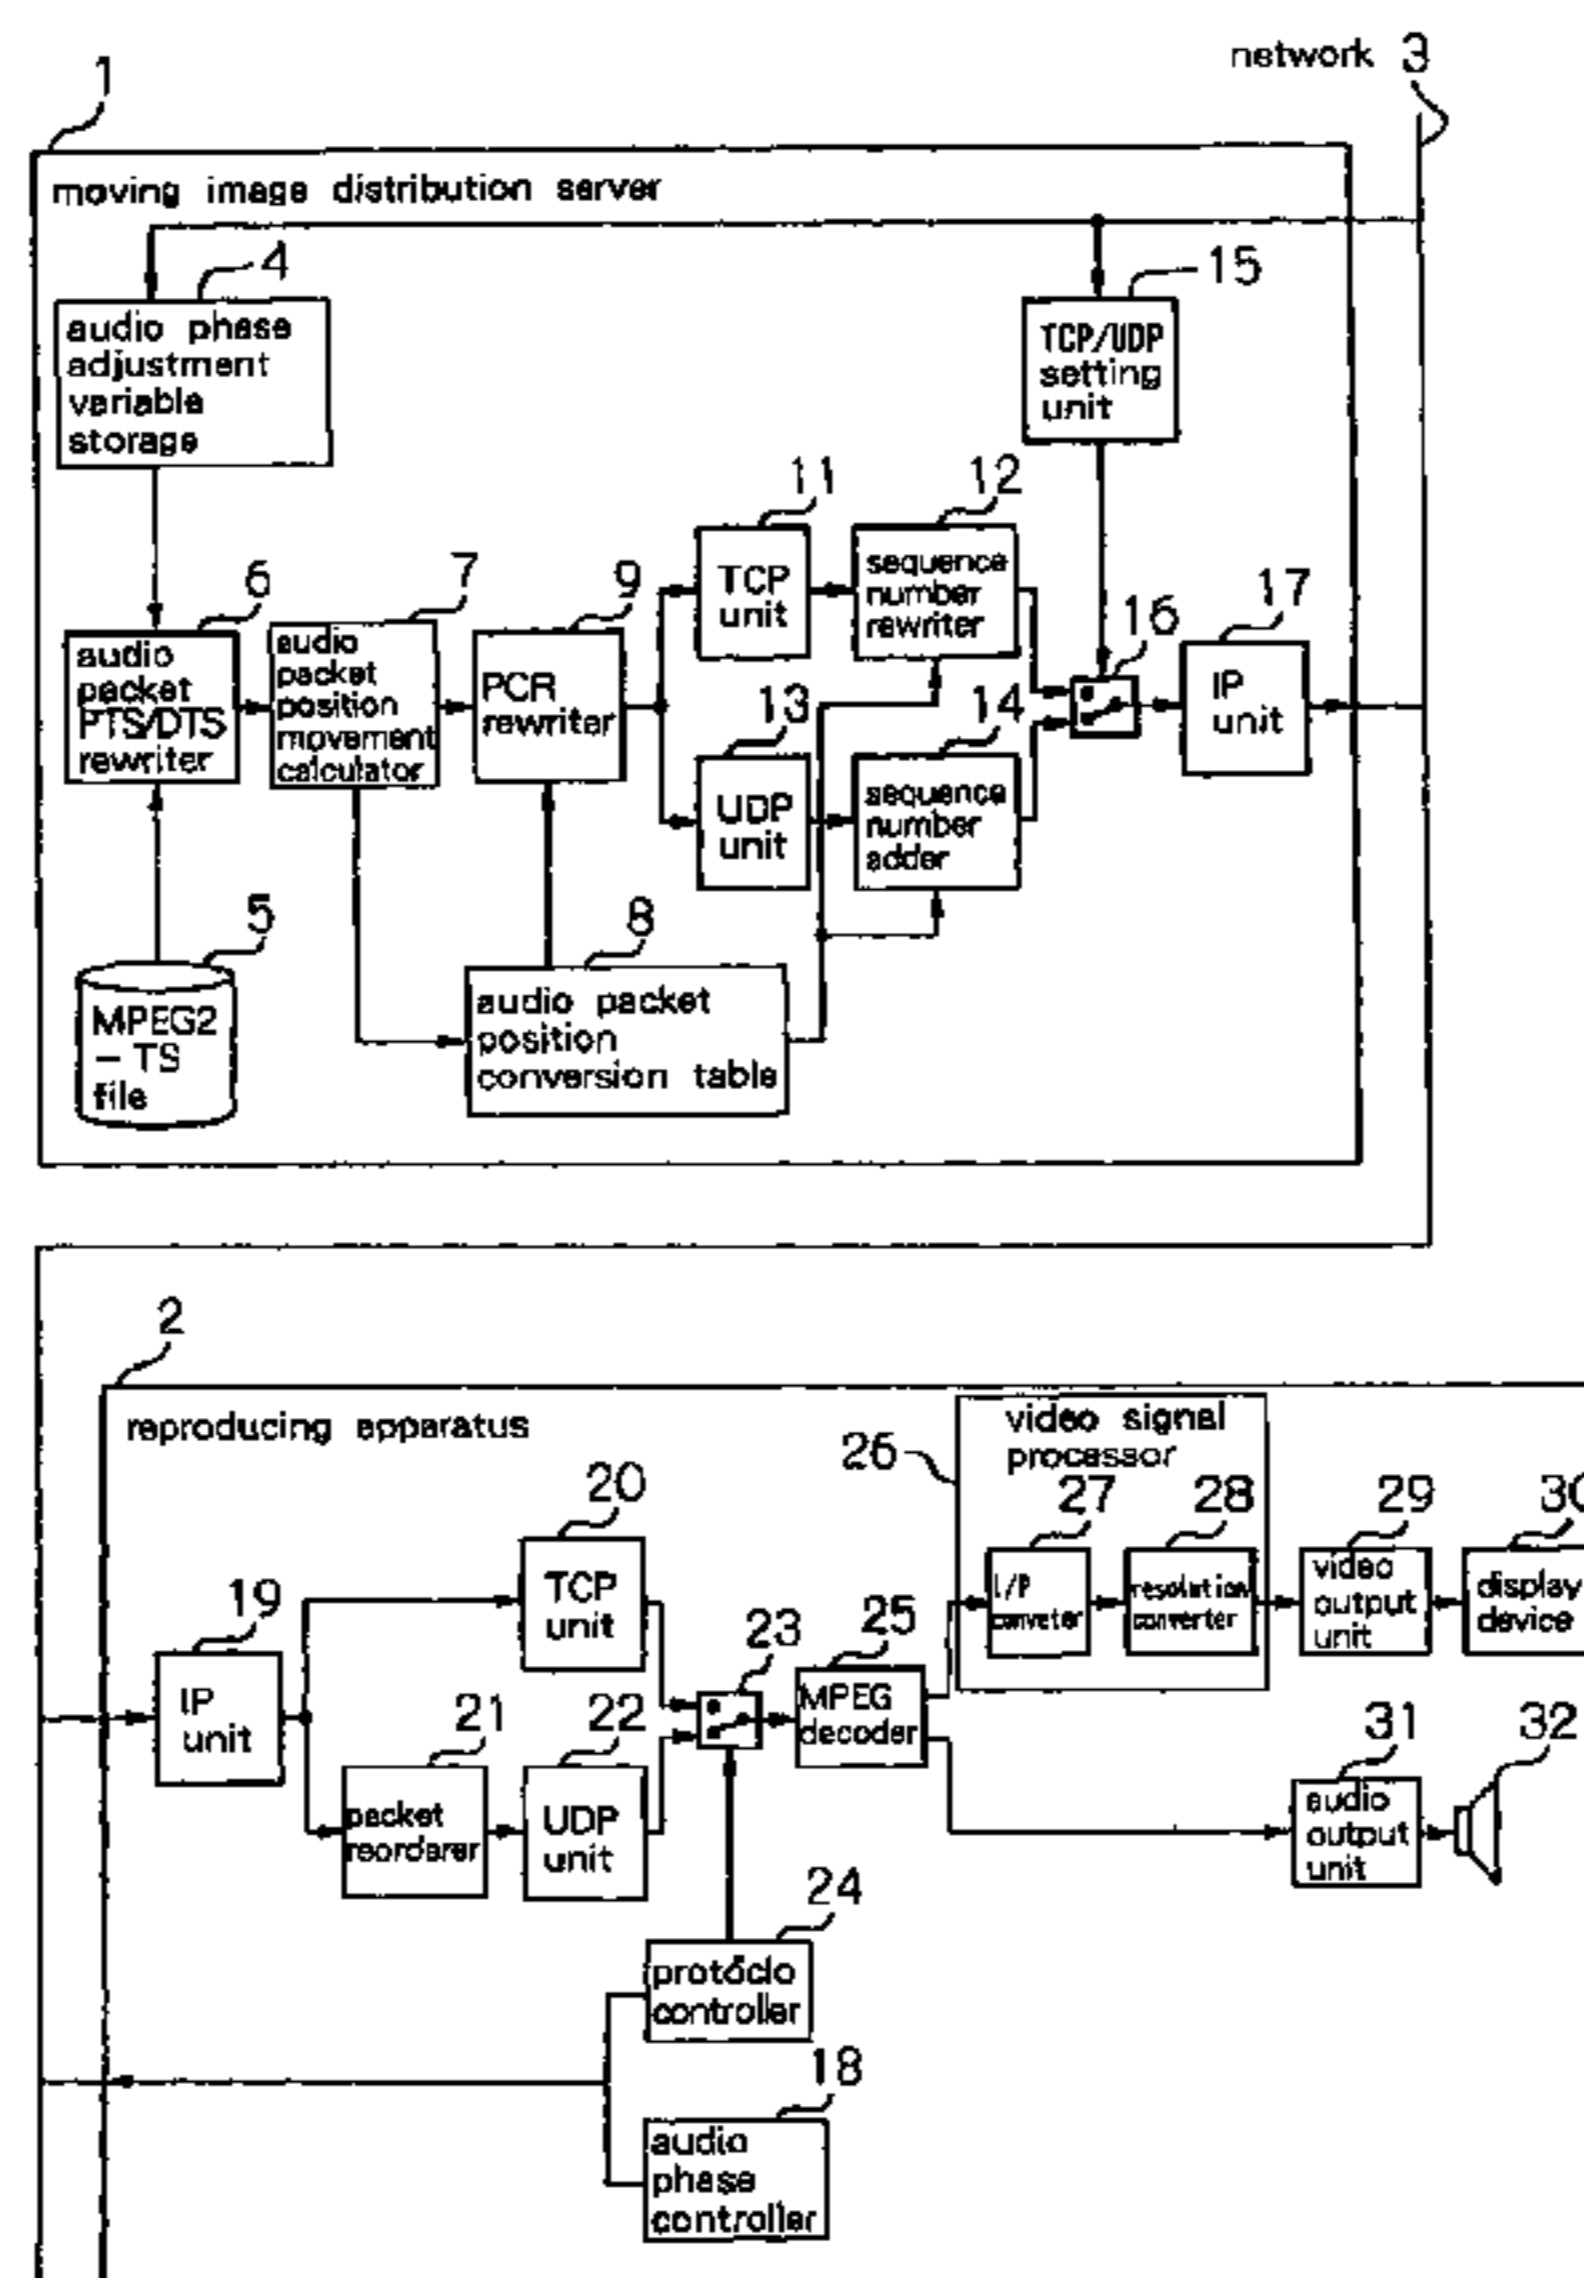 network 3
1
moving image distribution server
4
15
audio phase
adjustment
variable
storage
TCP/UDP
setting
unit
11
12
6
7
9
TCP
unit
sequence
number
rewriter
16
17
audio
packet
PTS/DTS
rewriter
audio
packet
position
movement
calculator
PCR
rewriter
IP
unit
13
14
UDP
unit
sequence
number
adder
5
8
MPEG2
- TS
file
audio packet
position
conversion table
2
reproducing apparatus
video signal
processor
26
20
27
28
29
30
TCP
unit
I/P
conveter
resolution
converter
video
output
unit
display
device
19
23
25
IP
unit
MPEG
decoder
21
22
31
32
packet
reorderer
UDP
unit
audio
output
unit
24
protoclo
controller
18
audio
phase
controller